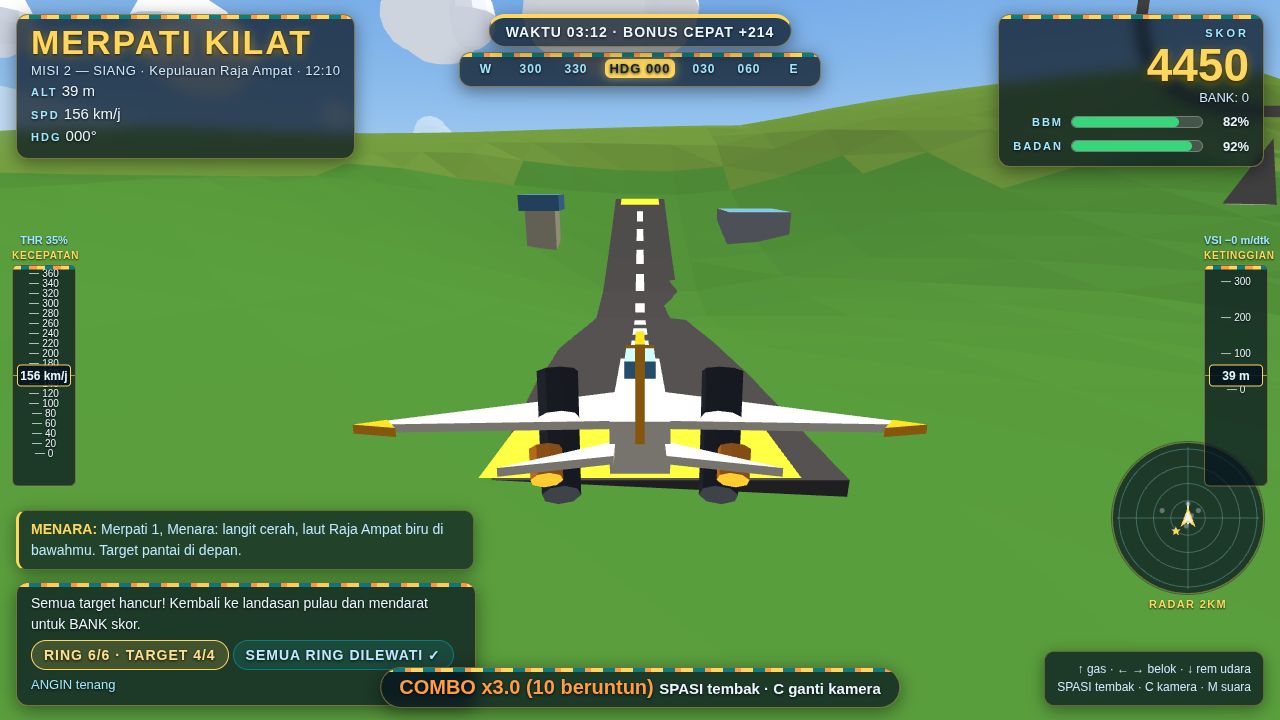 MERPATI KILAT
MISI 2 — SIANG · Kepulauan Raja Ampat · 12:10
ALT 39 m
SPD 156 km/j
HDG 000°
WAKTU 03:12 · BONUS CEPAT +214
W 300 330 HDG 000 030 060 E
SKOR
4450
BANK: 0
BBM 82%
BADAN 92%
THR 35%
KECEPATAN
360
340
320
300
280
260
240
220
200
180
156 km/j
120
100
80
60
40
20
0
VSI −0 m/dtk
KETINGGIAN
300
200
100
39 m
0
RADAR 2KM
MENARA: Merpati 1, Menara: langit cerah, laut Raja Ampat biru di
bawahmu. Target pantai di depan.
Semua target hancur! Kembali ke landasan pulau dan mendarat
untuk BANK skor.
RING 6/6 · TARGET 4/4 SEMUA RING DILEWATI ✓
ANGIN tenang
COMBO x3.0 (10 beruntun) SPASI tembak · C ganti kamera
↑ gas · ← → belok · ↓ rem udara
SPASI tembak · C kamera · M suara